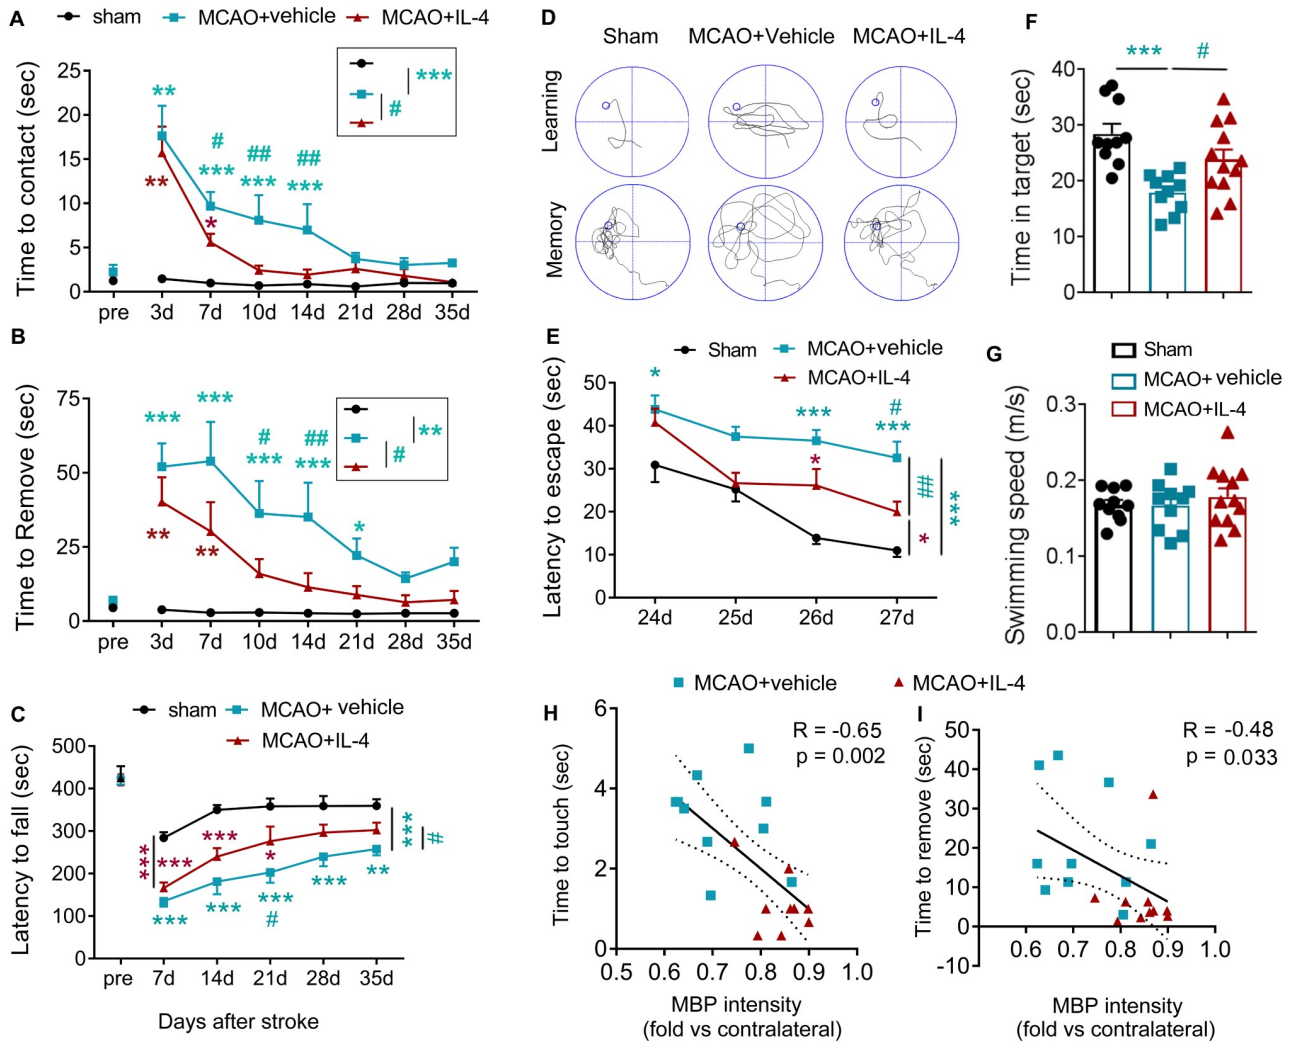 A
sham
MCAO+vehicle
MCAO+IL-4
Time to contact (sec)
25
20
15
10
5
0
**
**
#
***
*
##
***
##
***
***
#
pre
3d
7d
10d
14d
21d
28d
35d
B
Time to Remove (sec)
75
50
25
0
***
**
***
**
#
***
##
***
*
**
#
pre
3d
7d
10d
14d
21d
28d
35d
C
sham
MCAO+ vehicle
MCAO+IL-4
Latency to fall (sec)
500
400
300
200
100
0
***
***
***
***
***
*
***
#
***
**
***
#
pre
7d
14d
21d
28d
35d
Days after stroke
D
Sham
MCAO+Vehicle
MCAO+IL-4
Learning
Memory
E
Sham
MCAO+vehicle
MCAO+IL-4
Latency to escape (sec)
50
40
30
20
10
0
*
***
*
#
***
##
*
***
24d
25d
26d
27d
F
***
#
Time in target (sec)
40
30
20
10
0
G
Sham
MCAO+ vehicle
MCAO+IL-4
Swimming speed (m/s)
0.3
0.2
0.1
0.0
MCAO+vehicle
MCAO+IL-4
H
R = -0.65
p = 0.002
Time to touch (sec)
6
4
2
0
0.5
0.6
0.7
0.8
0.9
1.0
MBP intensity
(fold vs contralateral)
I
R = -0.48
p = 0.033
Time to remove (sec)
50
40
30
20
10
0
-10
0.6
0.7
0.8
0.9
1.0
MBP intensity
(fold vs contralateral)